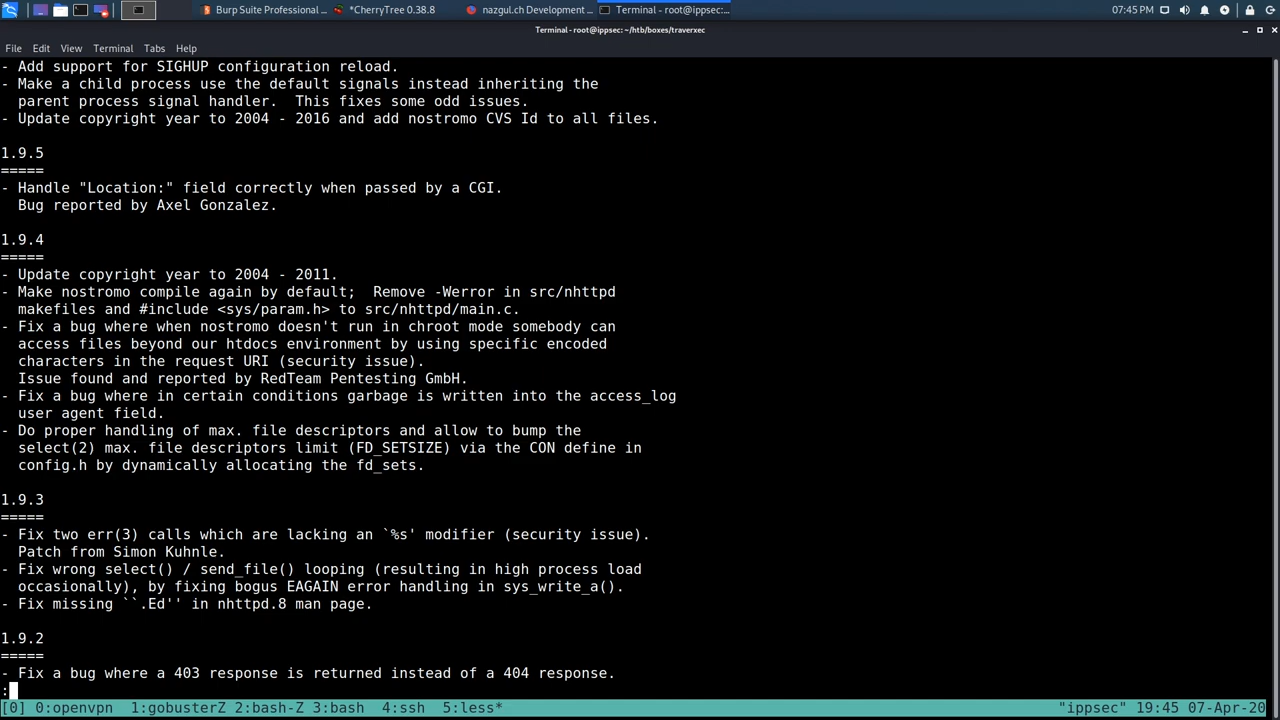 Burp Suite Professional ...
*CherryTree 0.38.8
nazgul.ch Development ...
Terminal - root@ippsec:...
07:45 PM
Terminal - root@ippsec: ~/htb/boxes/traverxec
File Edit View Terminal Tabs Help
- Add support for SIGHUP configuration reload.
- Make a child process use the default signals instead inheriting the
parent process signal handler.  This fixes some odd issues.
- Update copyright year to 2004 - 2016 and add nostromo CVS Id to all files.
1.9.5
=====
- Handle "Location:" field correctly when passed by a CGI.
Bug reported by Axel Gonzalez.
1.9.4
=====
- Update copyright year to 2004 - 2011.
- Make nostromo compile again by default;  Remove -Werror in src/nhttpd
makefiles and #include <sys/param.h> to src/nhttpd/main.c.
- Fix a bug where when nostromo doesn't run in chroot mode somebody can
access files beyond our htdocs environment by using specific encoded
characters in the request URI (security issue).
Issue found and reported by RedTeam Pentesting GmbH.
- Fix a bug where in certain conditions garbage is written into the access_log
user agent field.
- Do proper handling of max. file descriptors and allow to bump the
select(2) max. file descriptors limit (FD_SETSIZE) via the CON define in
config.h by dynamically allocating the fd_sets.
1.9.3
=====
- Fix two err(3) calls which are lacking an `%s' modifier (security issue).
Patch from Simon Kuhnle.
- Fix wrong select() / send_file() looping (resulting in high process load
occasionally), by fixing bogus EAGAIN error handling in sys_write_a().
- Fix missing ``.Ed'' in nhttpd.8 man page.
1.9.2
=====
- Fix a bug where a 403 response is returned instead of a 404 response.
:
[0] 0:openvpn  1:gobusterZ 2:bash-Z 3:bash  4:ssh  5:less* "ippsec" 19:45 07-Apr-20